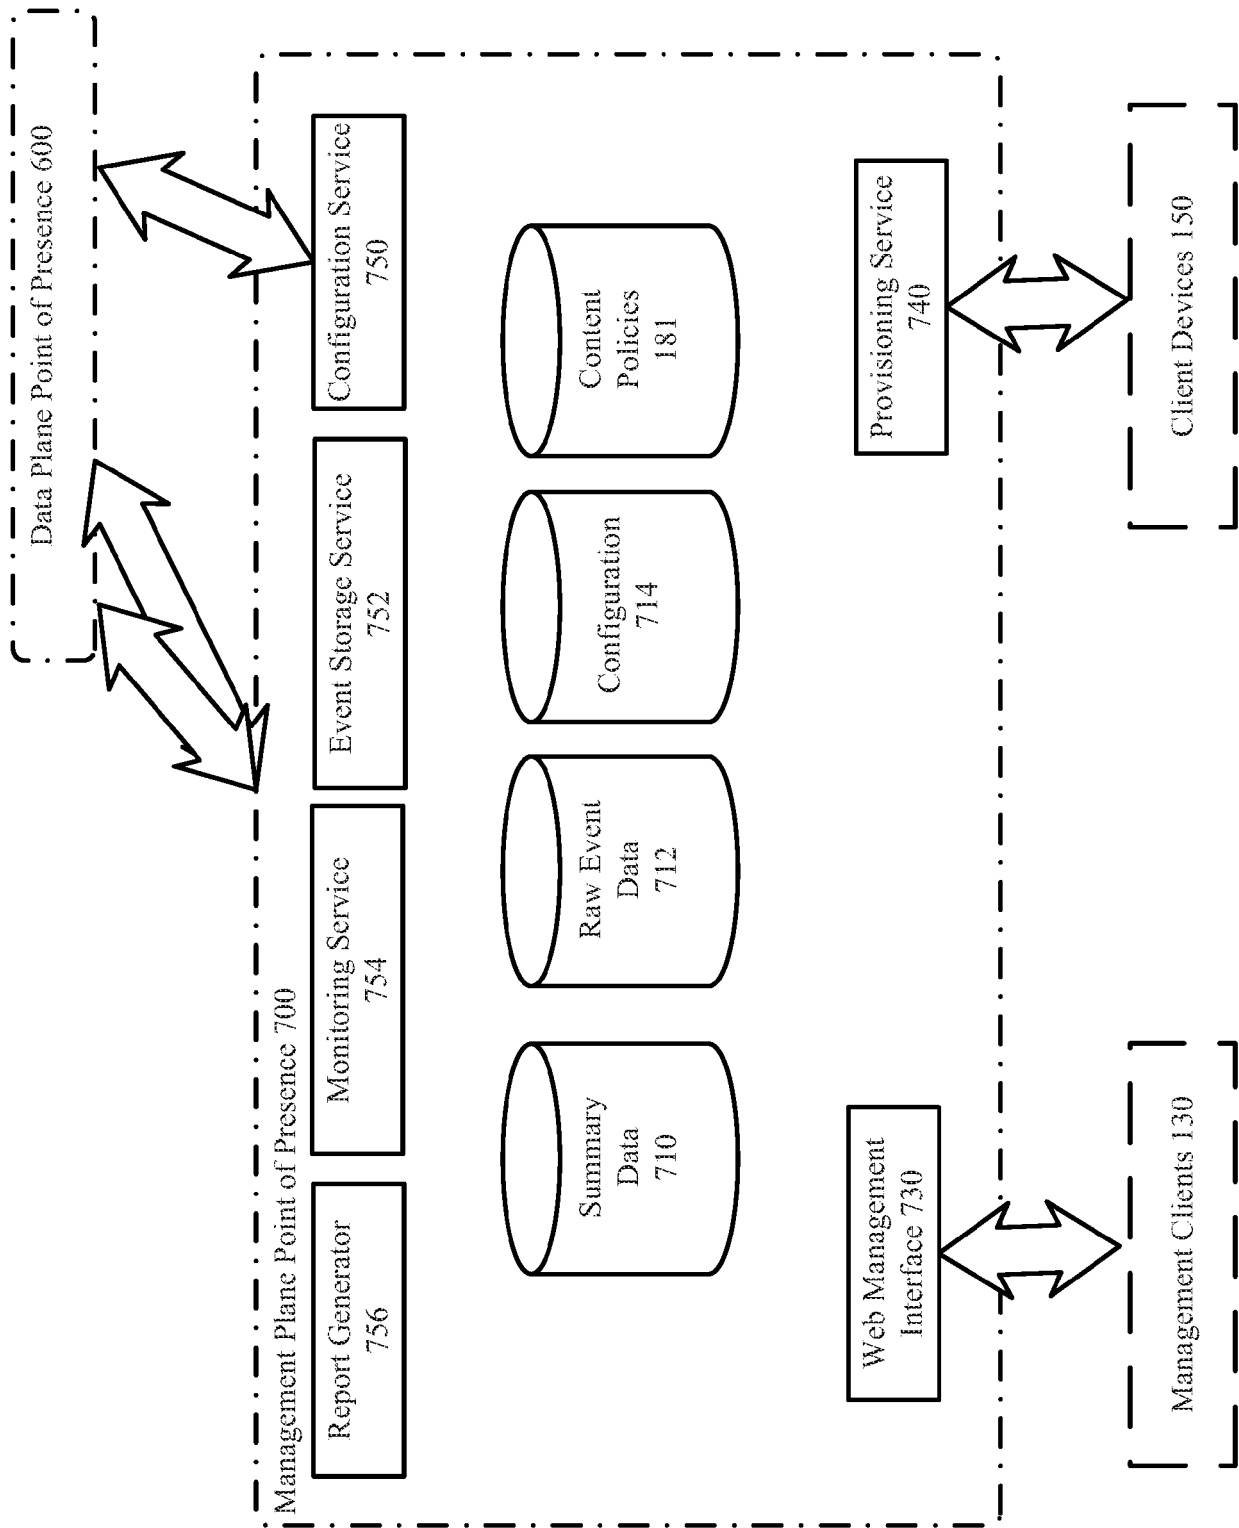 Data Plane Point of Presence 600
Management Plane Point of Presence 700
Report Generator
756
Monitoring Service
754
Event Storage Service
752
Configuration Service
750
Summary
Data
710
Raw Event
Data
712
Configuration
714
Content
Policies
181
Web Management
Interface 730
Provisioning Service
740
Management Clients 130
Client Devices 150